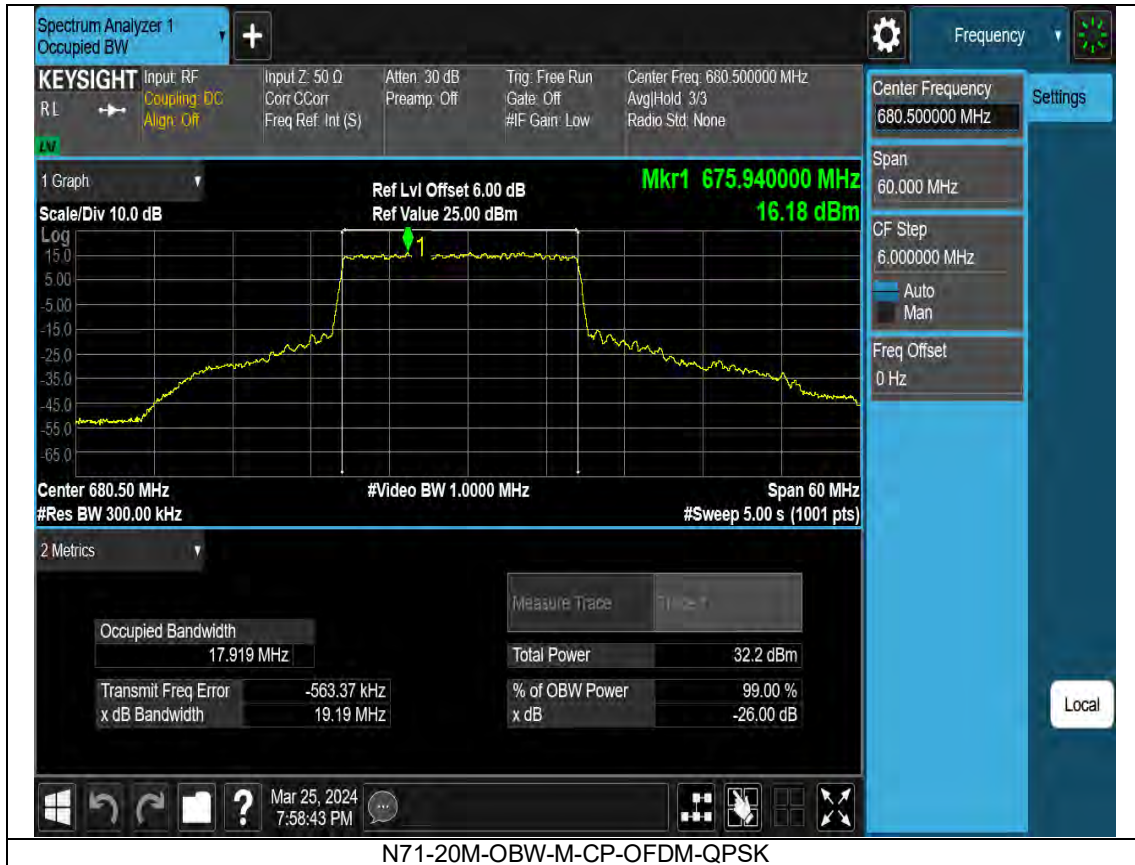 Spectrum Analyzer 1
Occupied BW
+
Frequency
KEYSIGHT
RL
Input: RF
Coupling: DC
Align: Off
Input Z: 50 Ω
Corr CCorr
Freq Ref: Int (S)
Atten: 30 dB
Preamp: Off
Trig: Free Run
Gate: Off
#IF Gain: Low
Center Freq: 680.500000 MHz
Avg|Hold: 3/3
Radio Std: None
1 Graph
Scale/Div 10.0 dB
Ref Lvl Offset 6.00 dB
Ref Value 25.00 dBm
Mkr1 675.940000 MHz
16.18 dBm
Log
15.0
5.00
-5.00
-15.0
-25.0
-35.0
-45.0
-55.0
-65.0
1
Center 680.50 MHz
#Video BW 1.0000 MHz
Span 60 MHz
#Res BW 300.00 kHz
#Sweep 5.00 s (1001 pts)
2 Metrics
Measure Trace
Trace 1
Occupied Bandwidth
17.919 MHz
Total Power
32.2 dBm
Transmit Freq Error
-563.37 kHz
% of OBW Power
99.00 %
x dB Bandwidth
19.19 MHz
x dB
-26.00 dB
Center Frequency
680.500000 MHz
Settings
Span
60.000 MHz
CF Step
6.000000 MHz
Auto
Man
Freq Offset
0 Hz
Local
?
Mar 25, 2024
7:58:43 PM
N71-20M-OBW-M-CP-OFDM-QPSK